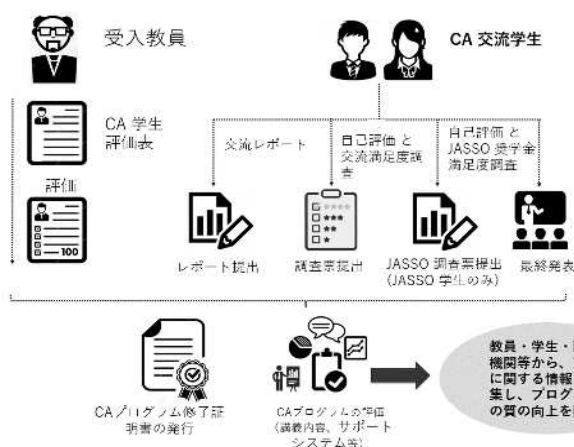 受入教員
CA 交流学生
CA 学生
評価表
評価
100
交流レポート
自己評価 と
交流満足度調
査
自己評価 と
JASSO 奨学金
満足度調査
レポート提出
調査票提出
JASSO 調査票提出
(JASSO 学生のみ)
最終発表
CAプログラム修了証
明書の発行
CAプログラムの評価
(講義内容、サポート
システム等)
教員・学生・
機関等から、
に関する情報
集し、プログ
の質の向上を